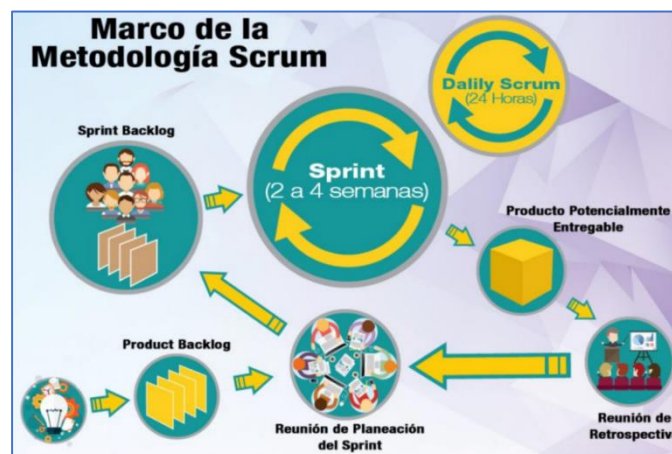 Marco de la
Metodología Scrum
Dalily Scrum
(24 Horas)
Sprint Backlog
Sprint
(2 a 4 semanas)
Producto Potencialmente
Entregable
Product Backlog
Reunión de Planeación
del Sprint
Reunión de
Retrospectiv